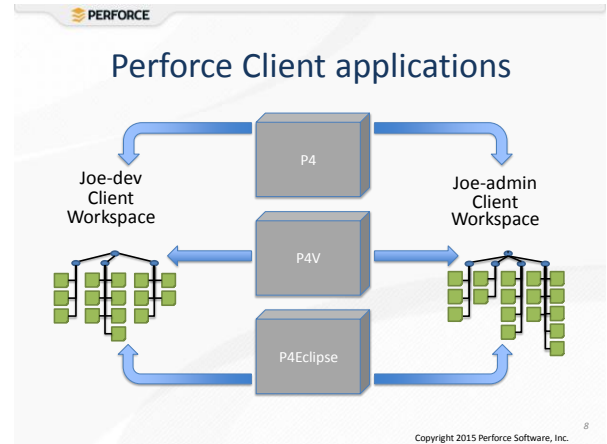 PERFORCE
Perforce Client applications
P4
Joe-dev
Client
Workspace
Joe-admin
Client
Workspace
P4V
P4Eclipse
8
Copyright 2015 Perforce Software, Inc.